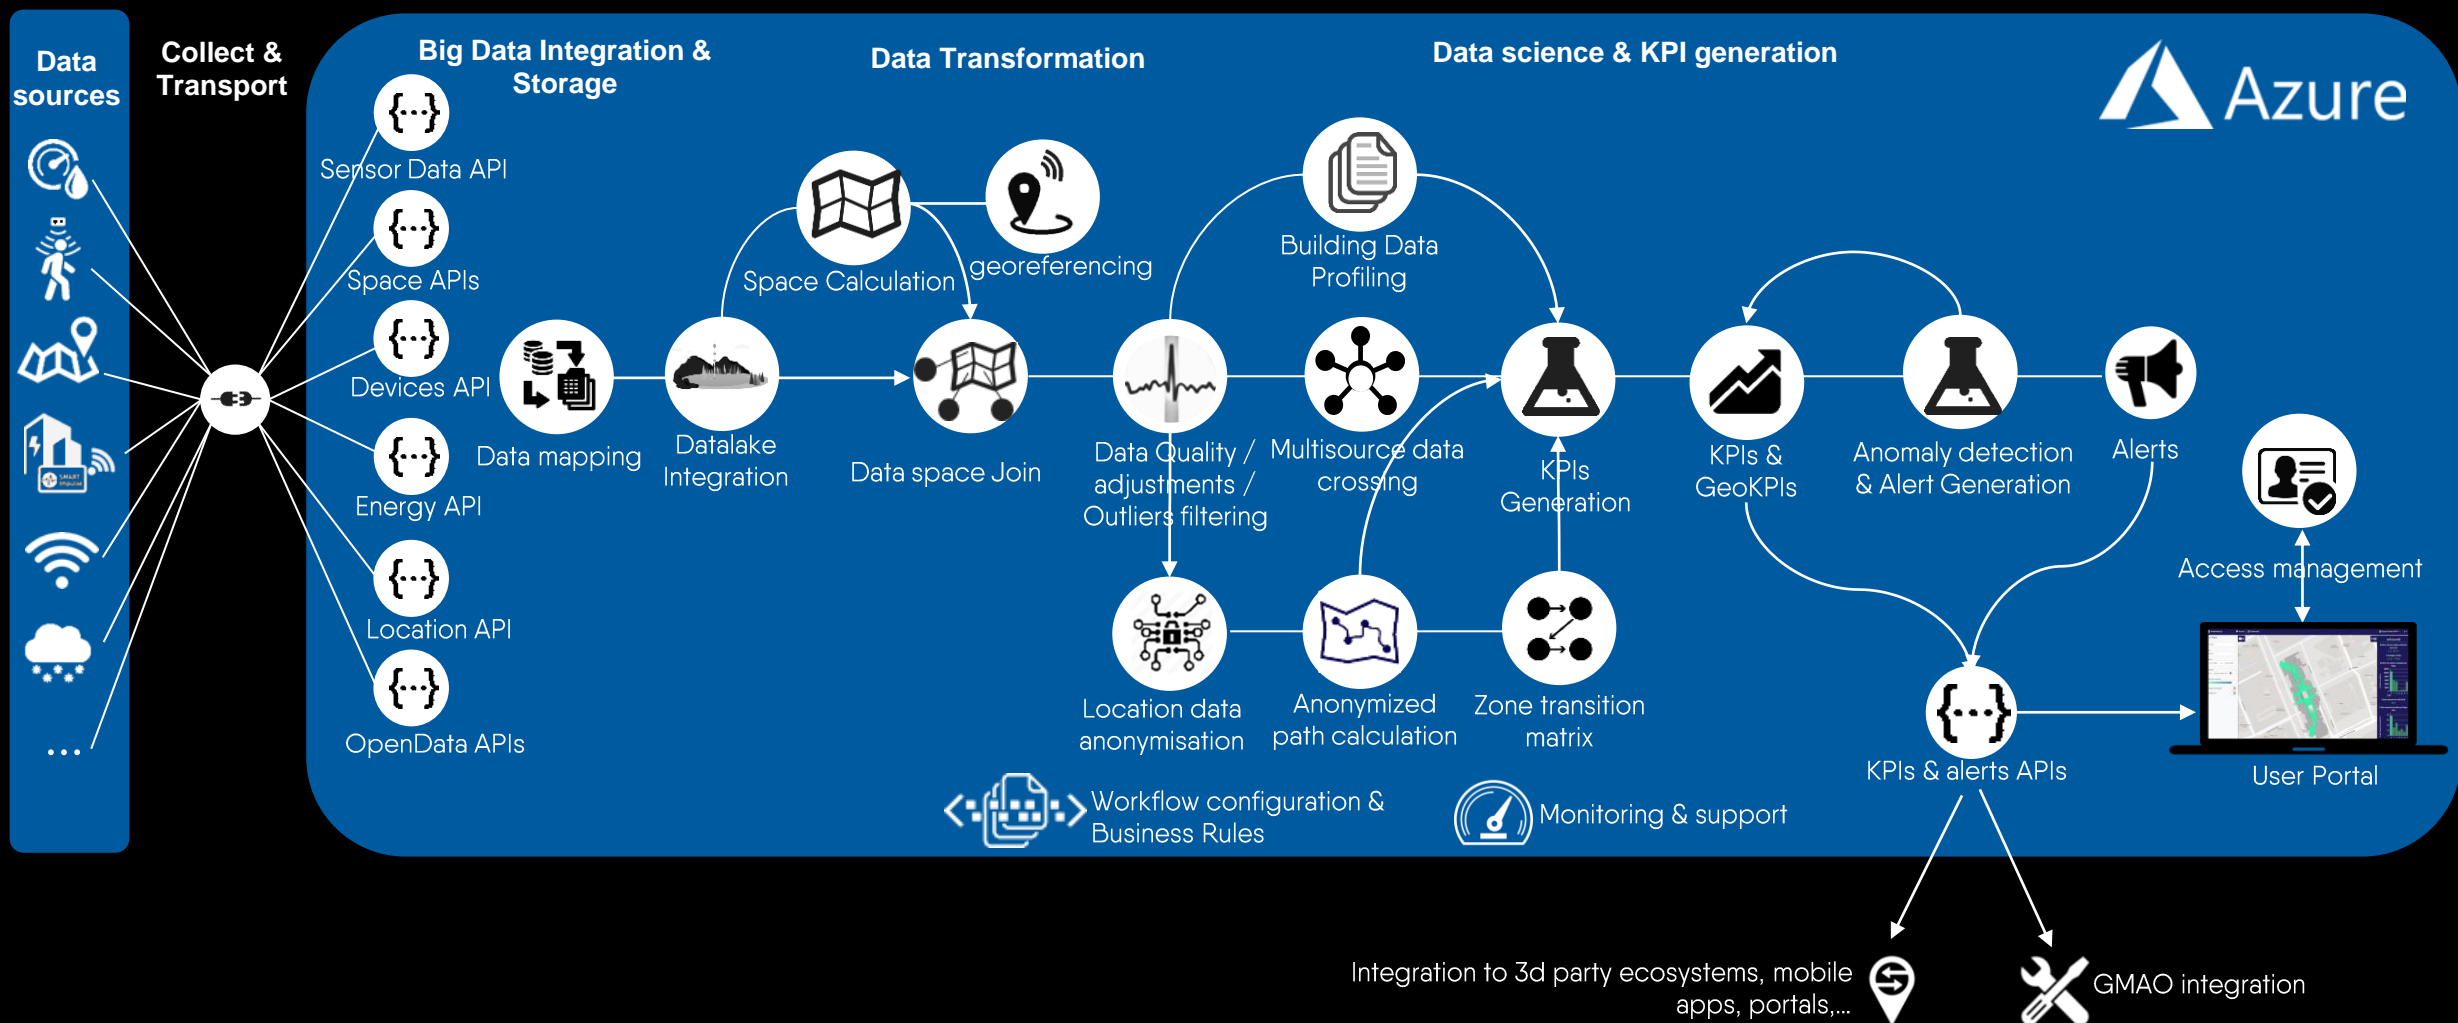 Data
sources
Collect &
Transport
Big Data Integration &
Storage
Data Transformation
Data science & KPI generation
Azure
Sensor Data API
Space APIs
Devices API
Energy API
Location API
OpenData APIs
SMART
...
Data mapping
Datalake
Integration
Space Calculation
georeferencing
Data space Join
Data Quality /
adjustments /
Outliers filtering
Building Data
Profiling
Multisource data
crossing
KPIs
Generation
KPIs &
GeoKPIs
Anomaly detection
& Alert Generation
Alerts
Access management
Location data
anonymisation
Anonymized
path calculation
Zone transition
matrix
KPIs & alerts APIs
User Portal
Workflow configuration &
Business Rules
Monitoring & support
Integration to 3d party ecosystems, mobile
apps, portals,...
GMAO integration